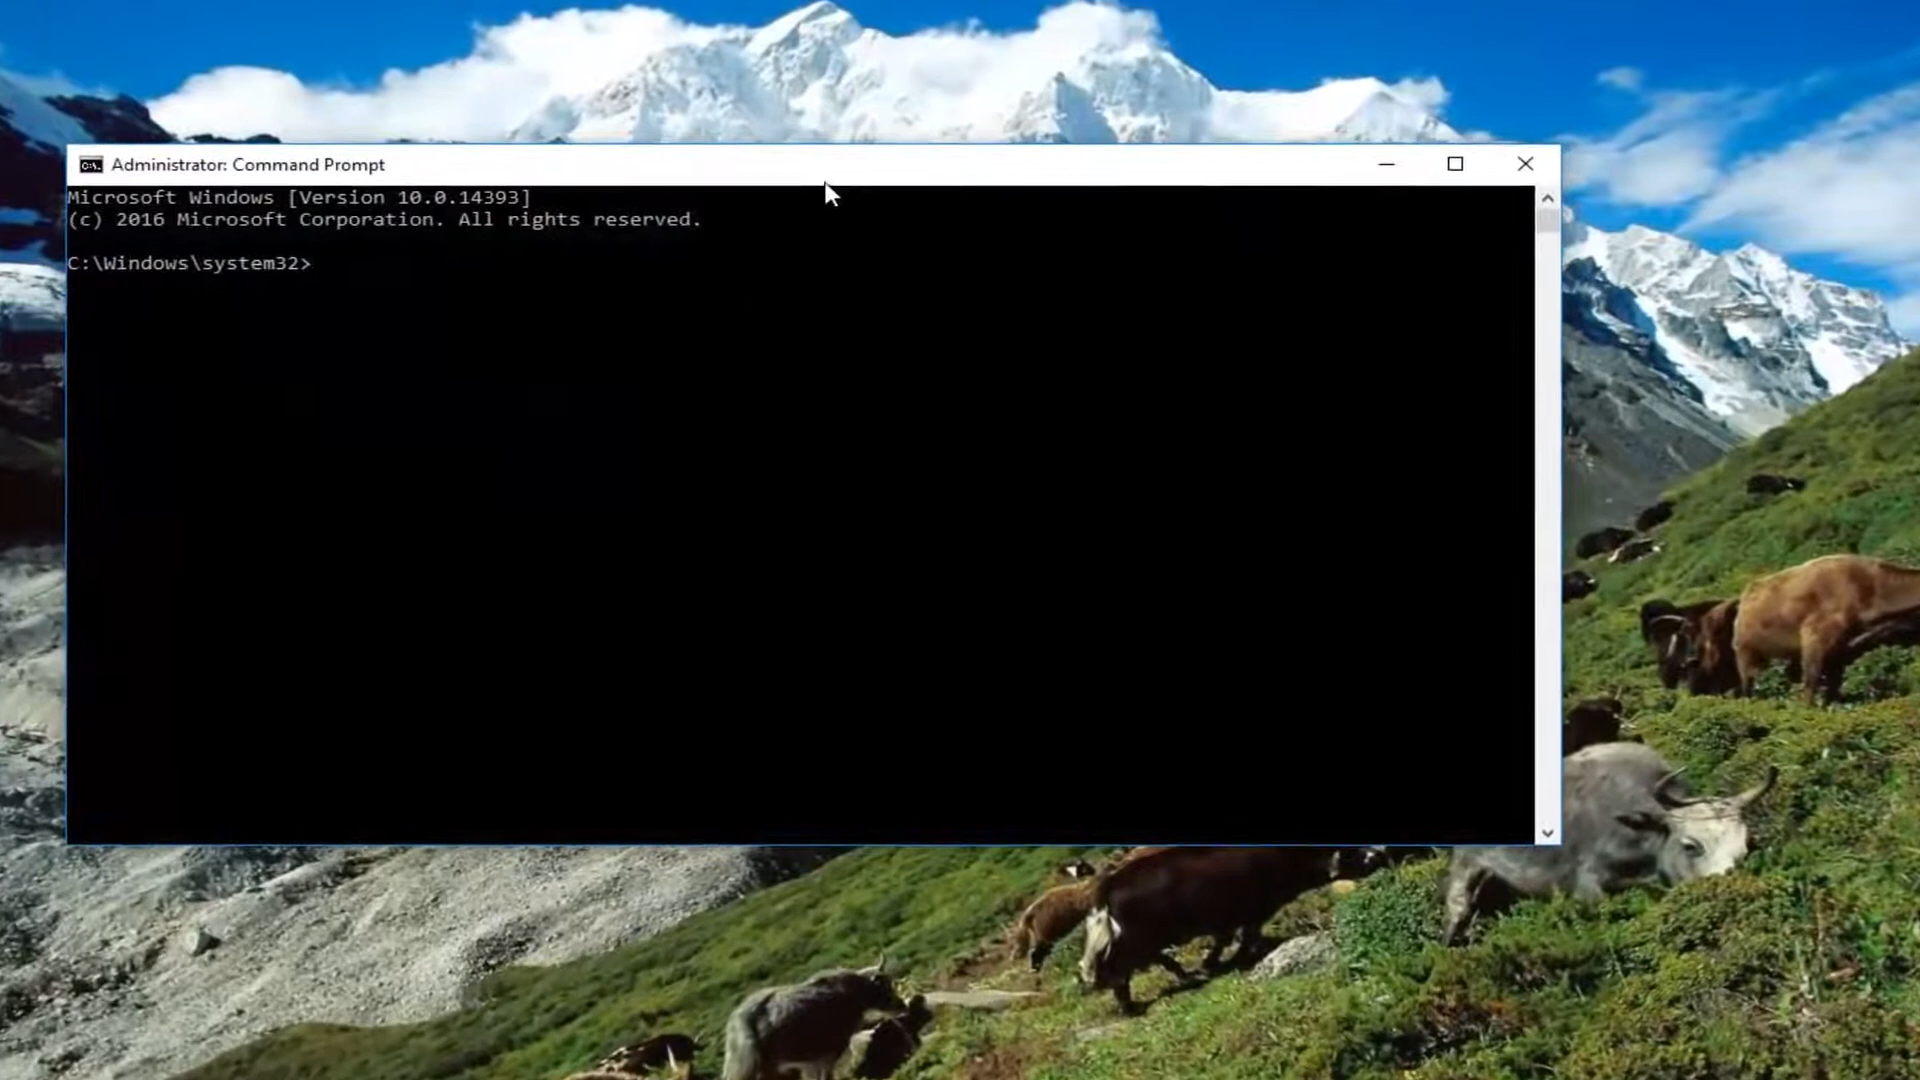 Administrator: Command Prompt
Microsoft Windows [Version 10.0.14393]
(c) 2016 Microsoft Corporation. All rights reserved.
C:\Windows\system32>